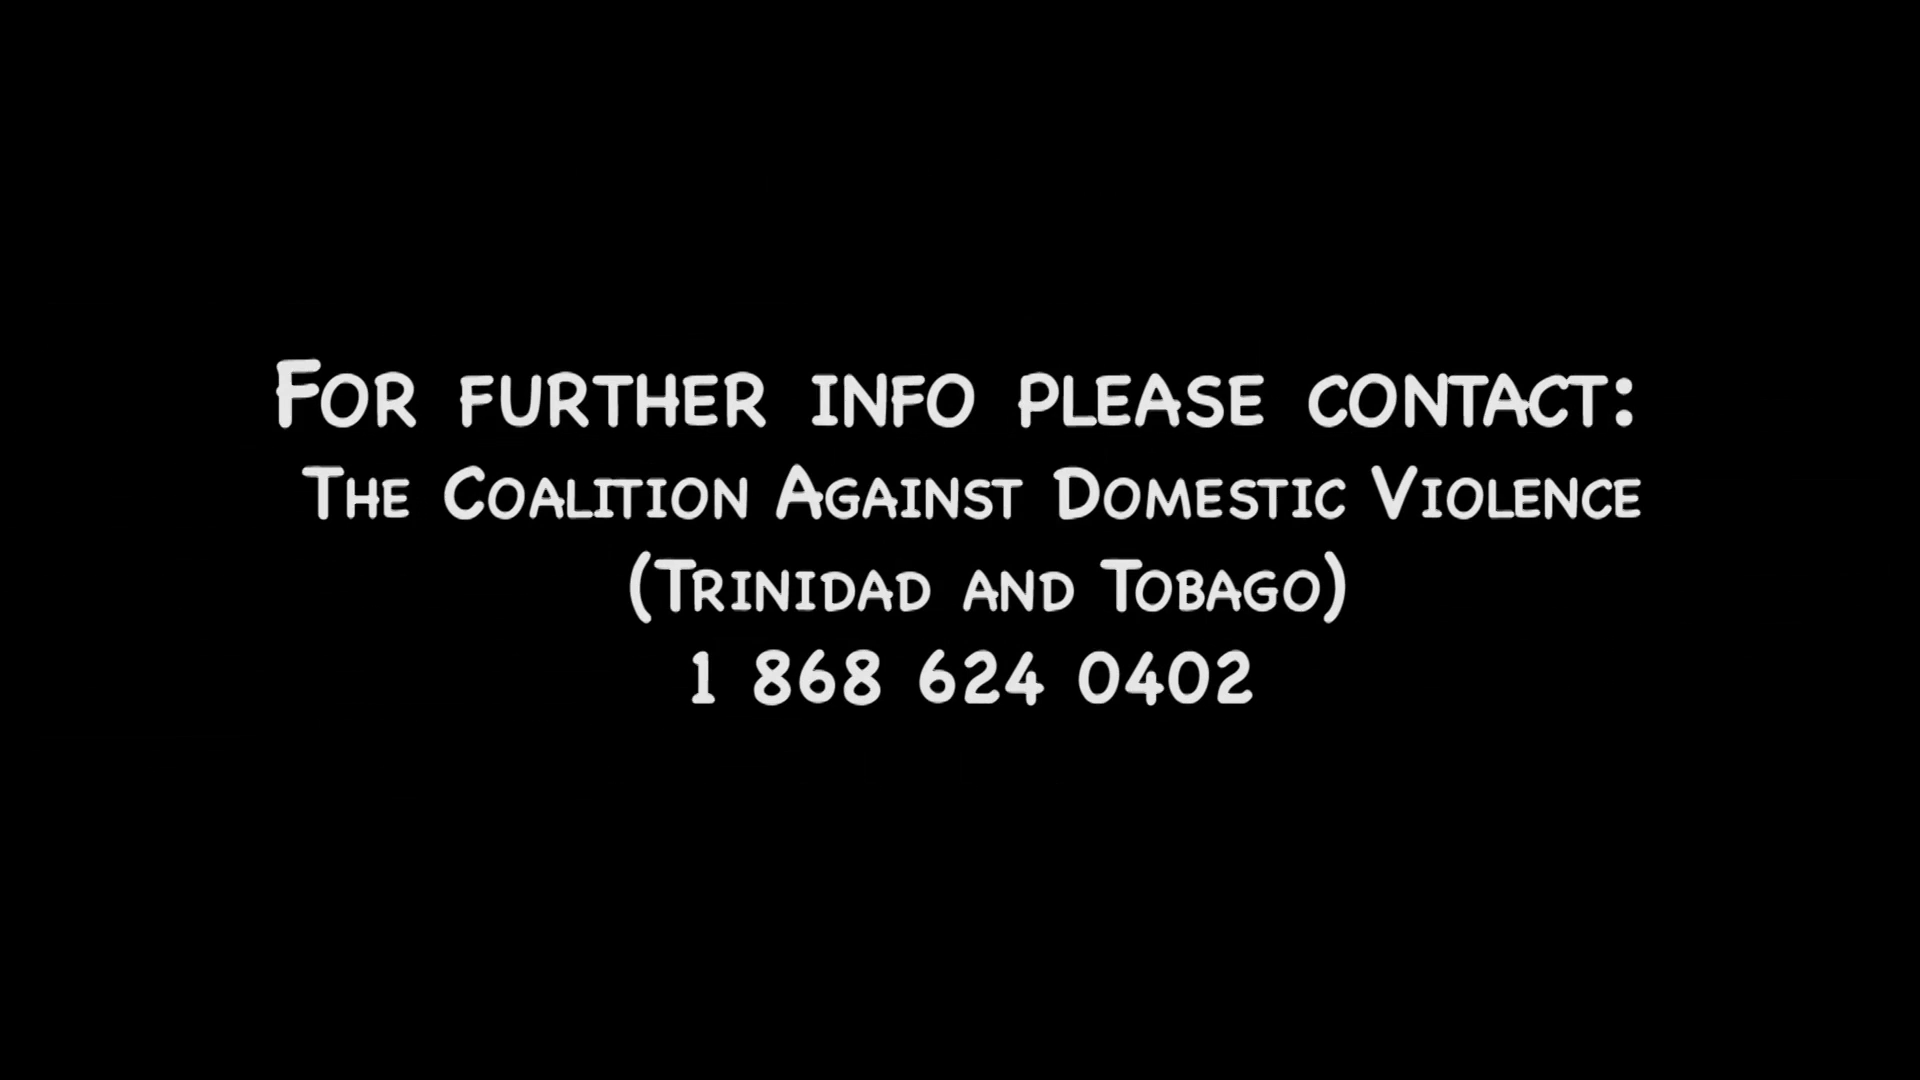 For further info please contact:
The Coalition Against Domestic Violence
(Trinidad and Tobago)
1 868 624 0402